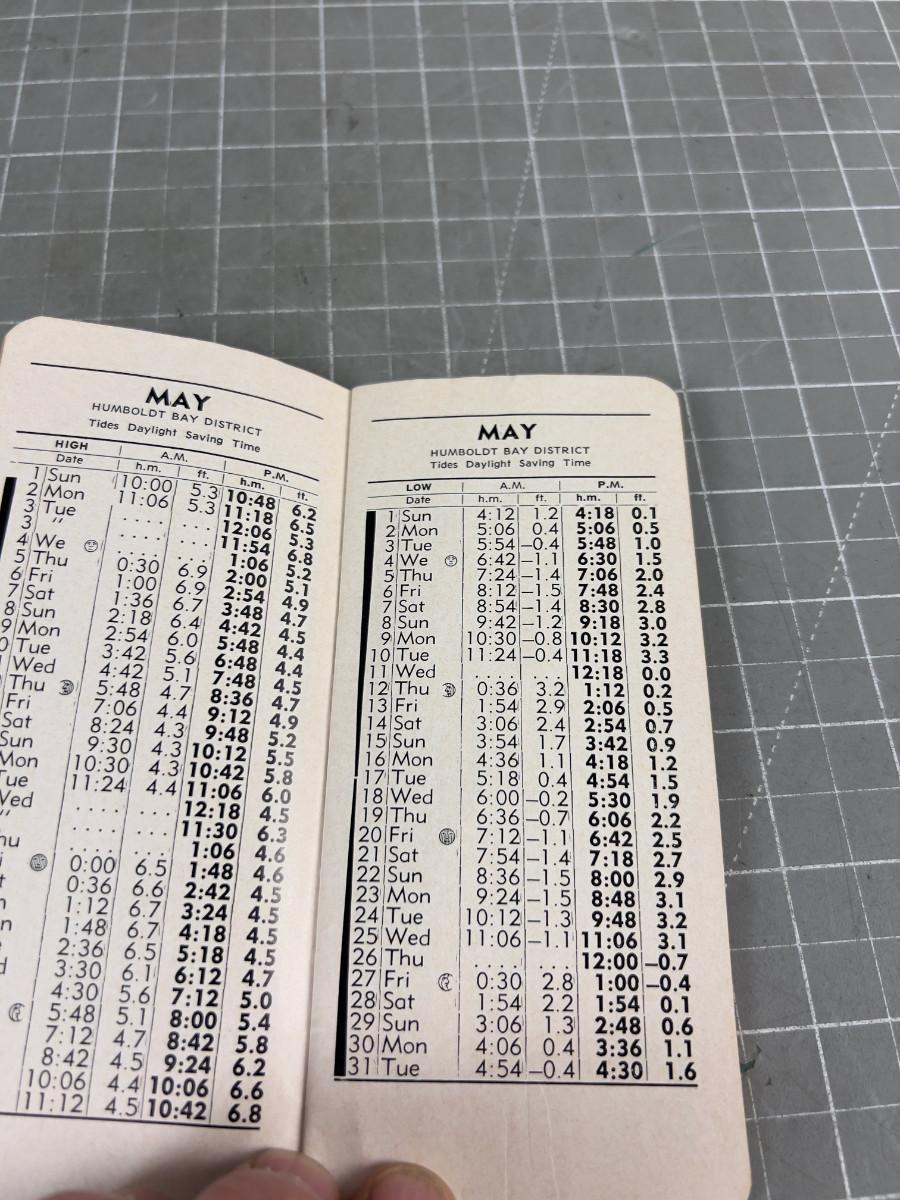 MAY
HUMBOLDT BAY DISTRICT
Tides Daylight Saving Time
HIGH A.M. P.M.
Date h.m. ft. h.m. ft.
1 Sun 10:00 5.3 10:48 6.2
2 Mon 11:06 5.3 11:18 6.5
3 Tue .... ... 12:06 5.3
3 " .... ... 11:54 6.8
4 We .... ... 1:06 5.2
5 Thu 0:30 6.9 2:00 5.1
6 Fri 1:00 6.9 2:54 4.9
7 Sat 1:36 6.7 3:48 4.7
8 Sun 2:18 6.4 4:42 4.5
9 Mon 2:54 6.0 5:48 4.4
0 Tue 3:42 5.6 6:48 4.4
Wed 4:42 5.1 7:48 4.5
Thu 5:48 4.7 8:36 4.7
Fri 7:06 4.4 9:12 4.9
Sat 8:24 4.3 9:48 5.2
Sun 9:30 4.3 10:12 5.5
Mon 10:30 4.3 10:42 5.8
Tue 11:24 4.4 11:06 6.0
Wed .... ... 12:18 4.5
" .... ... 11:30 6.3
hu .... ... 1:06 4.6
0:00 6.5 1:48 4.6
0:36 6.6 2:42 4.5
1:12 6.7 3:24 4.5
1:48 6.7 4:18 4.5
2:36 6.5 5:18 4.5
3:30 6.1 6:12 4.7
4:30 5.6 7:12 5.0
5:48 5.1 8:00 5.4
7:12 4.7 8:42 5.8
8:42 4.5 9:24 6.2
10:06 4.4 10:06 6.6
11:12 4.5 10:42 6.8
MAY
HUMBOLDT BAY DISTRICT
Tides Daylight Saving Time
LOW A.M. P.M.
Date h.m. ft. h.m. ft.
1 Sun 4:12 1.2 4:18 0.1
2 Mon 5:06 0.4 5:06 0.5
3 Tue 5:54 –0.4 5:48 1.0
4 We 6:42 –1.1 6:30 1.5
5 Thu 7:24 –1.4 7:06 2.0
6 Fri 8:12 –1.5 7:48 2.4
7 Sat 8:54 –1.4 8:30 2.8
8 Sun 9:42 –1.2 9:18 3.0
9 Mon 10:30 –0.8 10:12 3.2
10 Tue 11:24 –0.4 11:18 3.3
11 Wed .... ... 12:18 0.0
12 Thu 0:36 3.2 1:12 0.2
13 Fri 1:54 2.9 2:06 0.5
14 Sat 3:06 2.4 2:54 0.7
15 Sun 3:54 1.7 3:42 0.9
16 Mon 4:36 1.1 4:18 1.2
17 Tue 5:18 0.4 4:54 1.5
18 Wed 6:00 –0.2 5:30 1.9
19 Thu 6:36 –0.7 6:06 2.2
20 Fri 7:12 –1.1 6:42 2.5
21 Sat 7:54 –1.4 7:18 2.7
22 Sun 8:36 –1.5 8:00 2.9
23 Mon 9:24 –1.5 8:48 3.1
24 Tue 10:12 –1.3 9:48 3.2
25 Wed 11:06 –1.1 11:06 3.1
26 Thu .... ... 12:00 –0.7
27 Fri 0:30 2.8 1:00 –0.4
28 Sat 1:54 2.2 1:54 0.1
29 Sun 3:06 1.3 2:48 0.6
30 Mon 4:06 0.4 3:36 1.1
31 Tue 4:54 –0.4 4:30 1.6